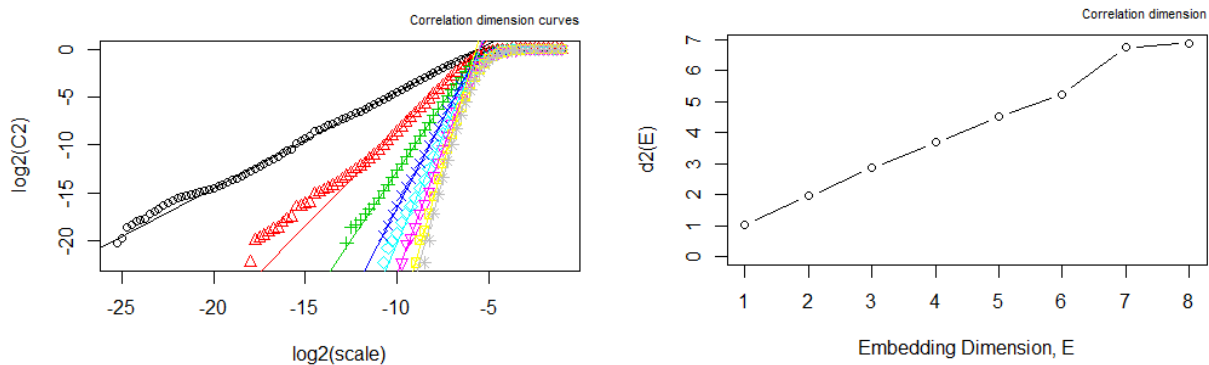 Correlation dimension curves
log2(C2)
0
-5
-10
-15
-20
-25 -20 -15 -10 -5
log2(scale)
Correlation dimension
d2(E)
7
6
5
4
3
2
1
0
1 2 3 4 5 6 7 8
Embedding Dimension, E